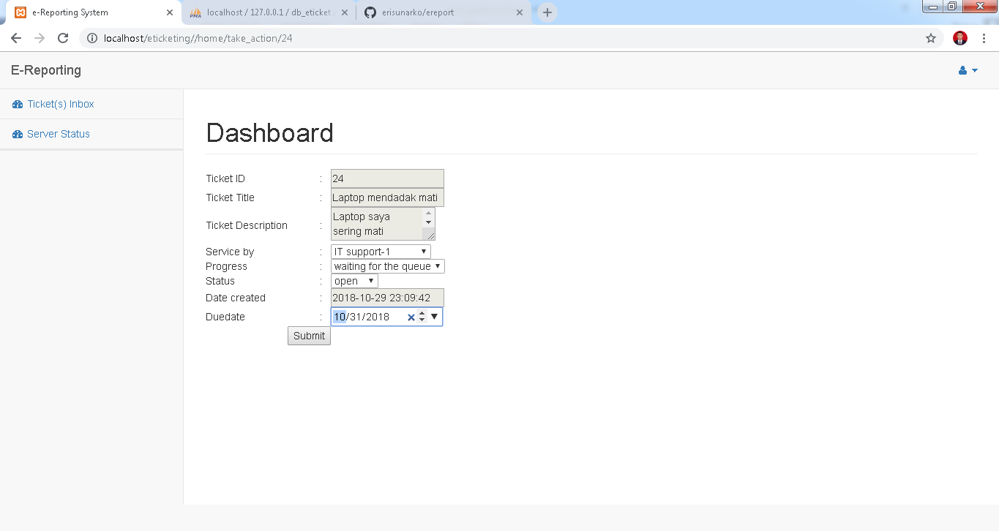 e-Reporting System
localhost / 127.0.0.1 / db_eticket
erisunarko/ereport
localhost/eticketing//home/take_action/24
E-Reporting
Ticket(s) Inbox
Server Status
Dashboard
Ticket ID : 24
Ticket Title : Laptop mendadak mati
Ticket Description : Laptop saya
sering mati
Service by : IT support-1
Progress : waiting for the queue
Status : open
Date created : 2018-10-29 23:09:42
Duedate : 10/31/2018
Submit